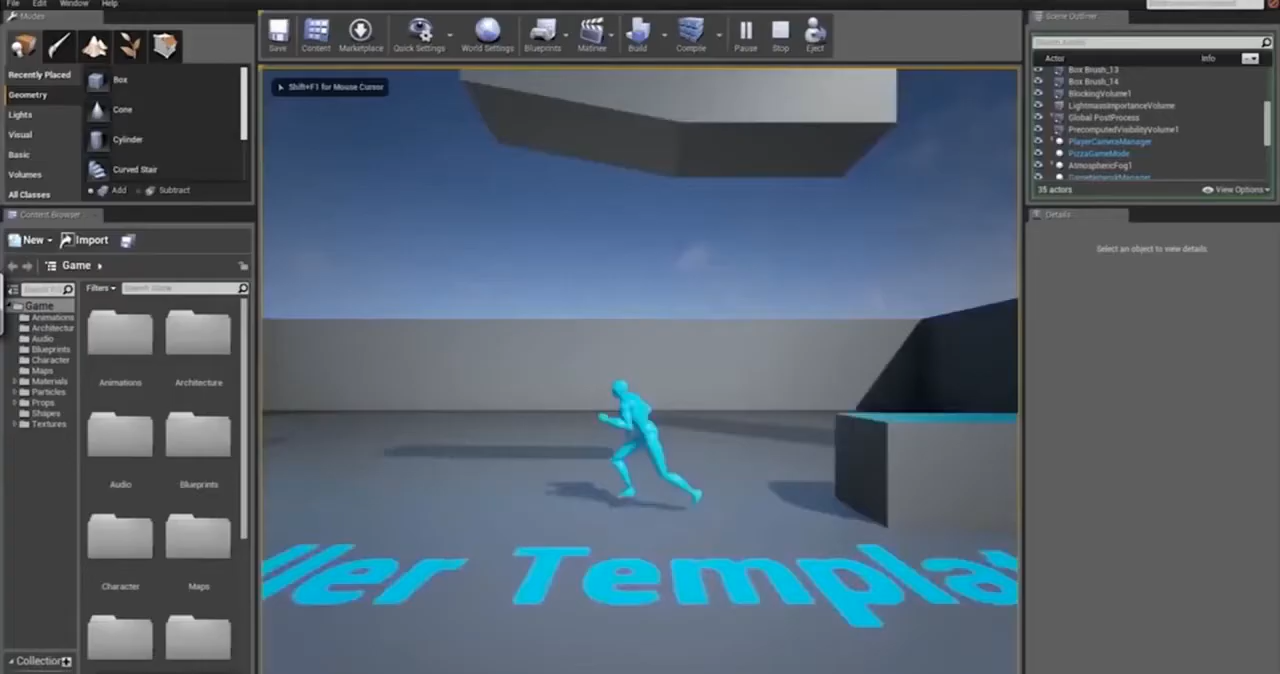 File Edit Window Help
Modes
Save Content Marketplace Quick Settings World Settings Blueprints Matinee Build Compile Pause Stop Eject
Scene Outliner
Actor Info
Recently Placed
Geometry
Lights
Visual
Basic
Volumes
All Classes
Box
Cone
Cylinder
Curved Stair
Add Subtract
Shift+F1 for Mouse Cursor
Box Brush_13
Box Brush_14
BlockingVolume1
LightmassImportanceVolume
Global PostProcess
PrecomputedVisibilityVolume1
PlayerCameraManager
PizzaGameMode
AtmosphericFog1
GameNetworkManager
35 actors View Options
Content Browser
Details
New Import
Select an object to view details.
Game
Filters
Game
Animations
Architectur
Audio
Blueprints
Character
Maps
Materials
Particles
Props
Shapes
Textures
Animations Architecture
Audio Blueprints
Character Maps
Collection
ller Templa